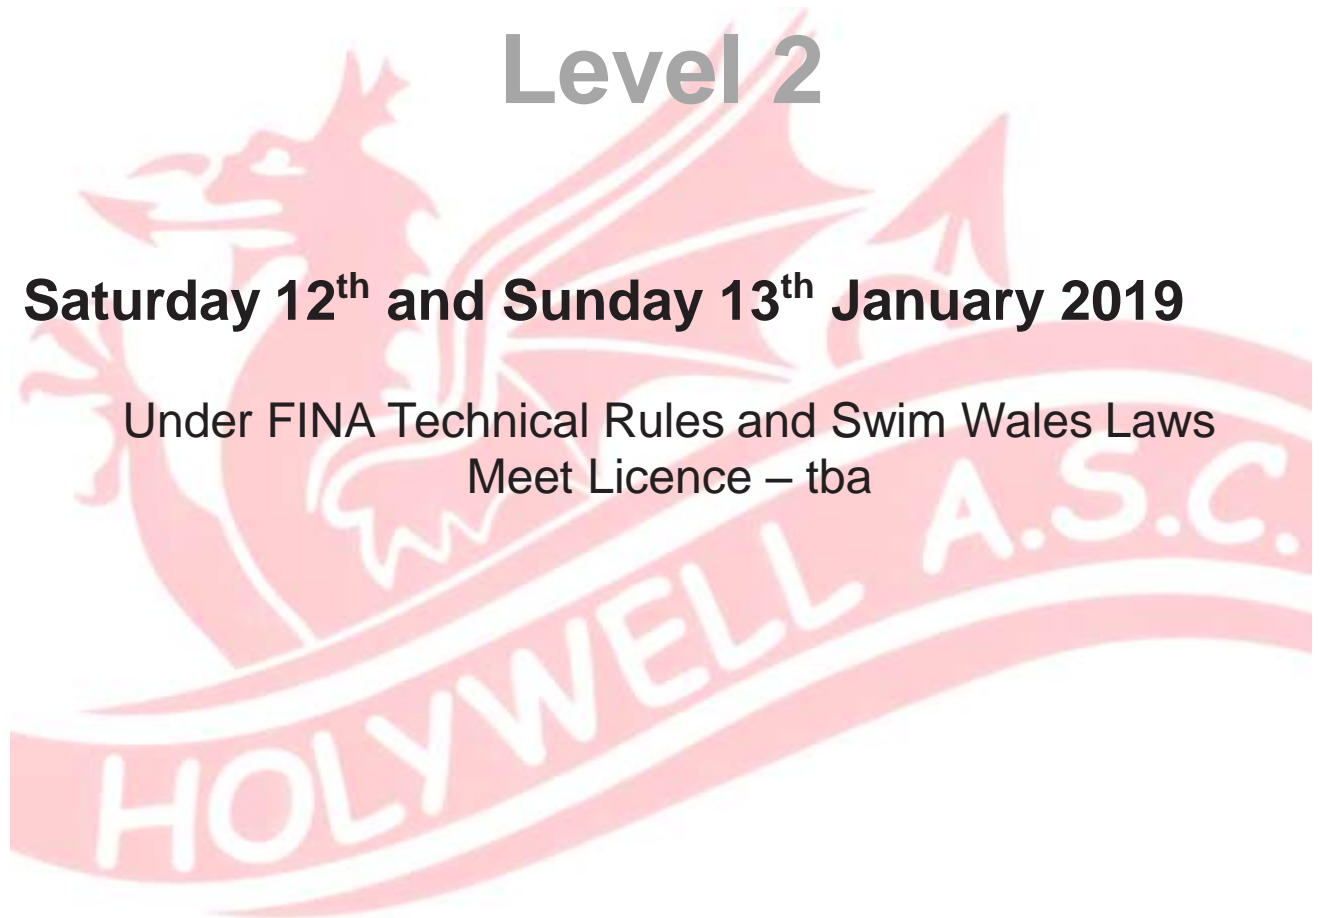 Level 2
Saturday 12th and Sunday 13th January 2019
Under FINA Technical Rules and Swim Wales Laws
Meet Licence – tba
HOLYWELL A.S.C.